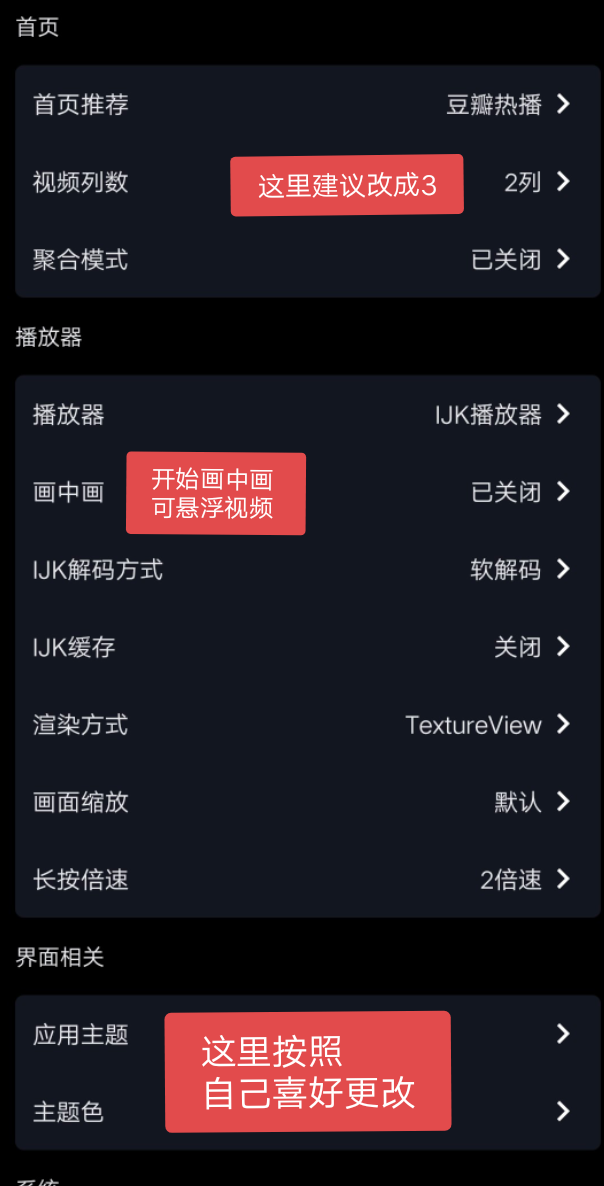 首页
首页推荐 豆瓣热播
视频列数 这里建议改成3 2列
聚合模式 已关闭
播放器
播放器 IJK播放器
画中画 开始画中画 已关闭
可悬浮视频
IJK解码方式 软解码
IJK缓存 关闭
渲染方式 TextureView
画面缩放 默认
长按倍速 2倍速
界面相关
应用主题 这里按照
自己喜好更改
主题色
系统